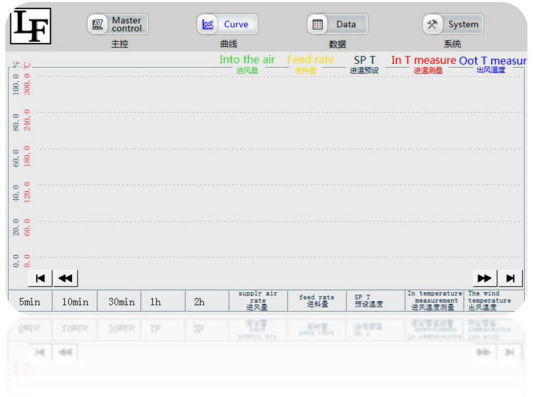 LF
Master
control
主控
Curve
曲线
Data
数据
System
系统
Into the air
进风量
Feed rate
进料量
SP T
进温预设
In T measure
进温测量
Oot T measur
出风温度
% ℃
100.0 300.0
80.0 240.0
60.0 180.0
40.0 120.0
20.0 60.0
0.0 0.0
5min
10min
30min
1h
2h
supply air
rate
进风量
feed rate
进料量
SP T
预设温度
In temperature
measurement
进风温度测量
The wind
temperature
出风温度